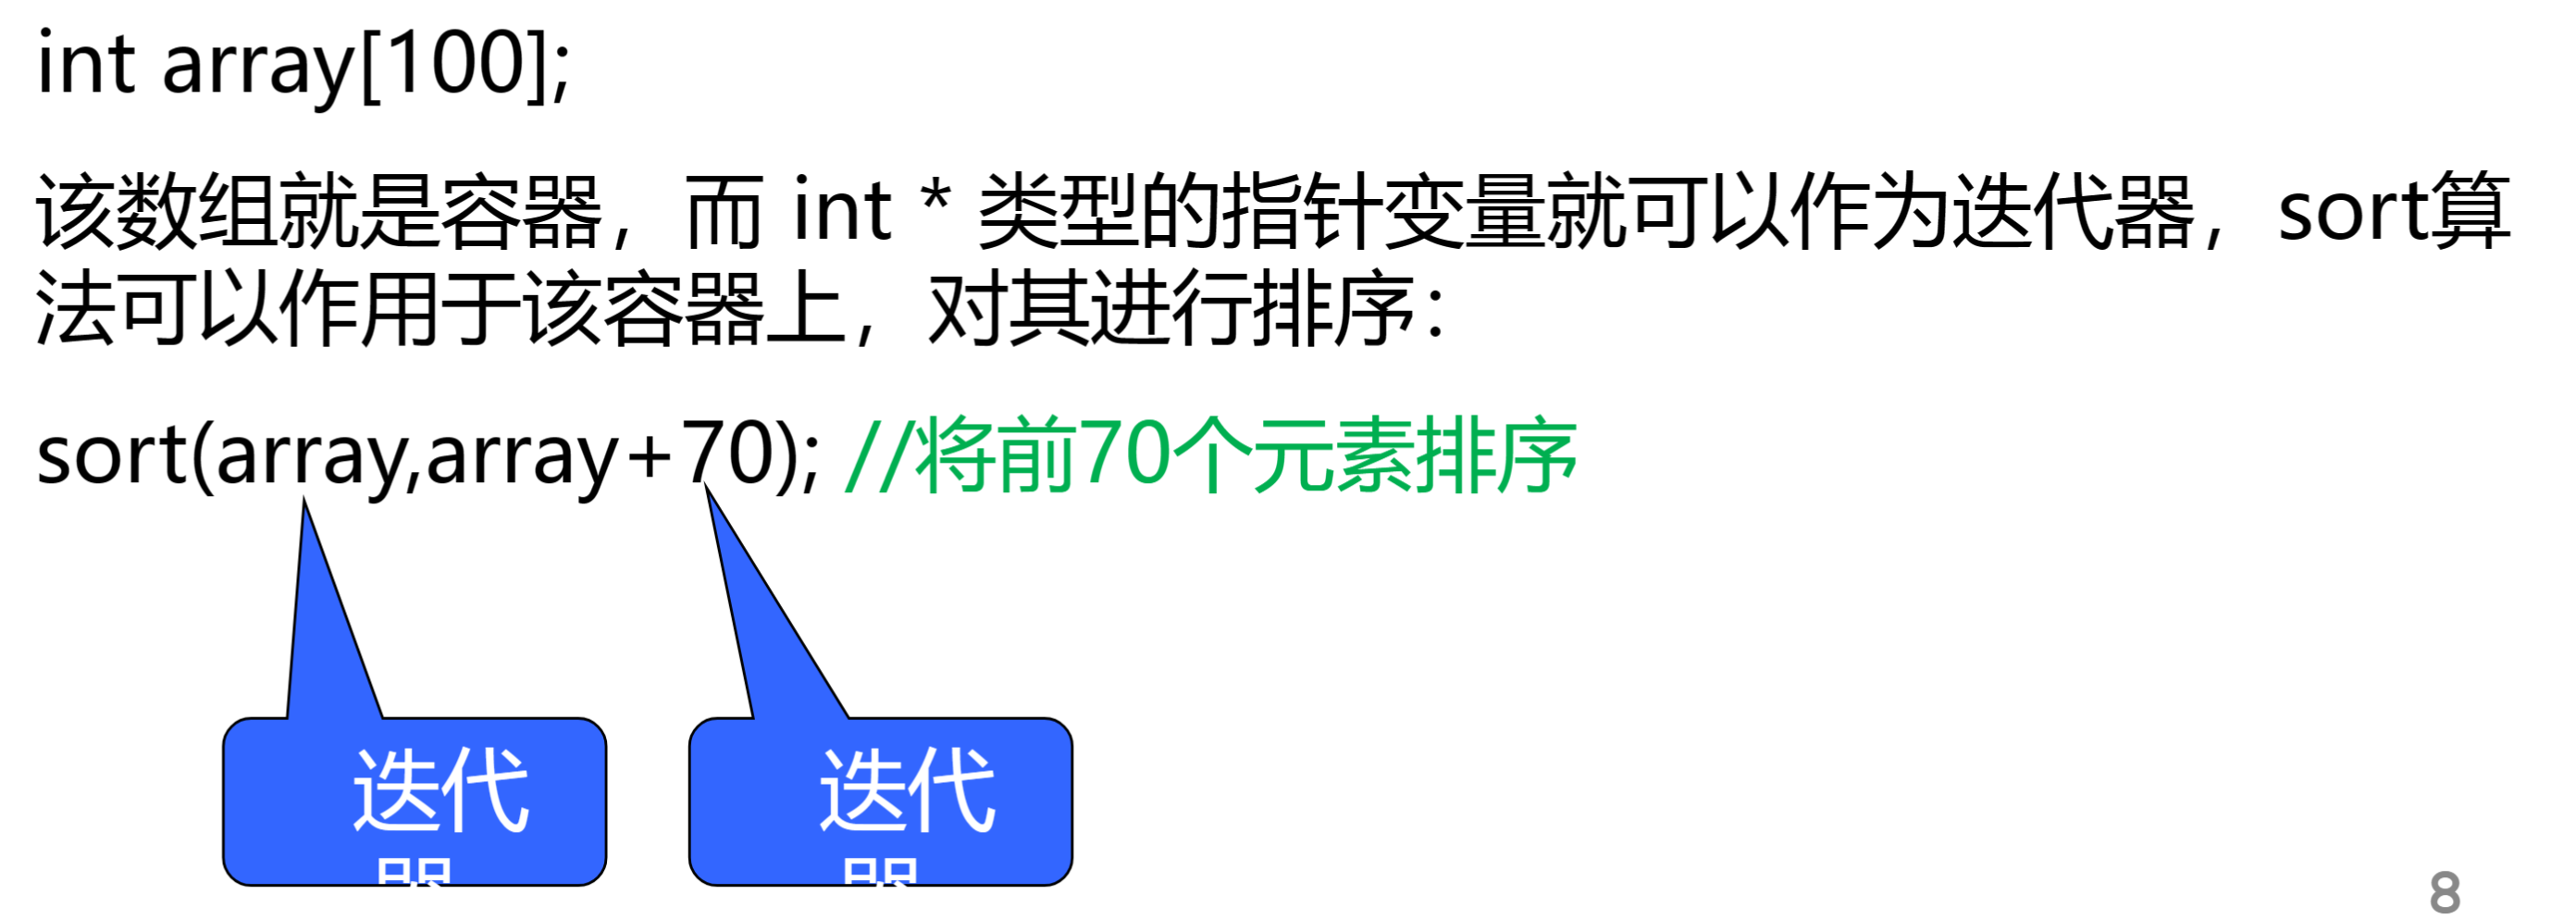 int array[100];
该数组就是容器，而 int * 类型的指针变量就可以作为迭代器，sort算
法可以作用于该容器上，对其进行排序：
sort(array,array+70); //将前70个元素排序
迭代
器
迭代
器
8